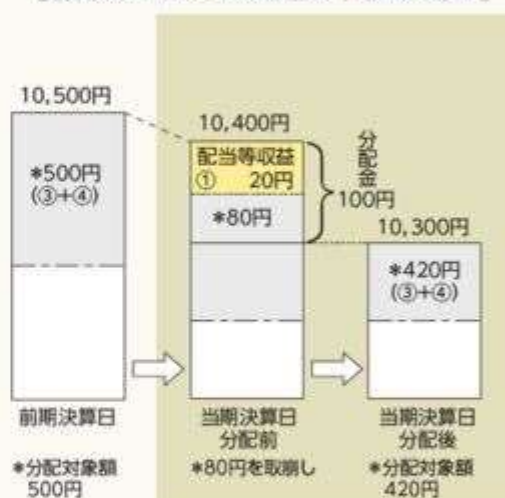 10,500円
*500円
(③+④)
10,400円
配当等収益
① 20円
*80円
分配金
100円
10,300円
*420円
(③+④)
前期決算日
当期決算日
分配前
当期決算日
分配後
*分配対象額
500円
*80円を取崩し
*分配対象額
420円